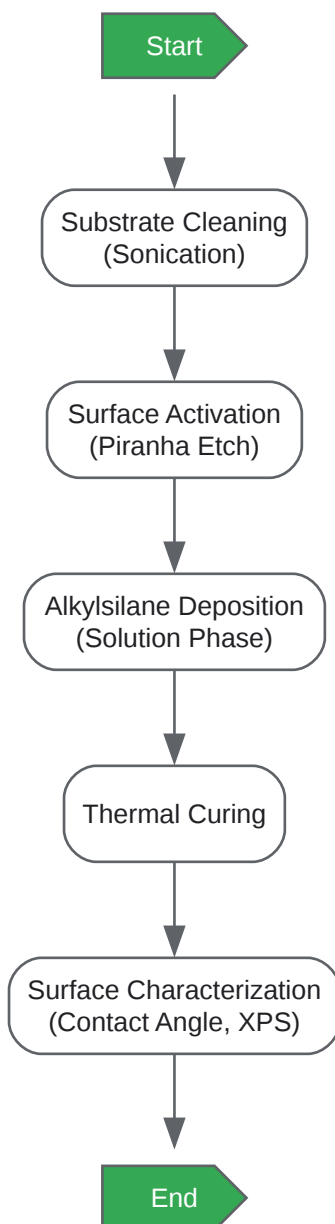 Start
Substrate Cleaning
(Sonication)
Surface Activation
(Piranha Etch)
Alkylsilane Deposition
(Solution Phase)
Thermal Curing
Surface Characterization
(Contact Angle, XPS)
End